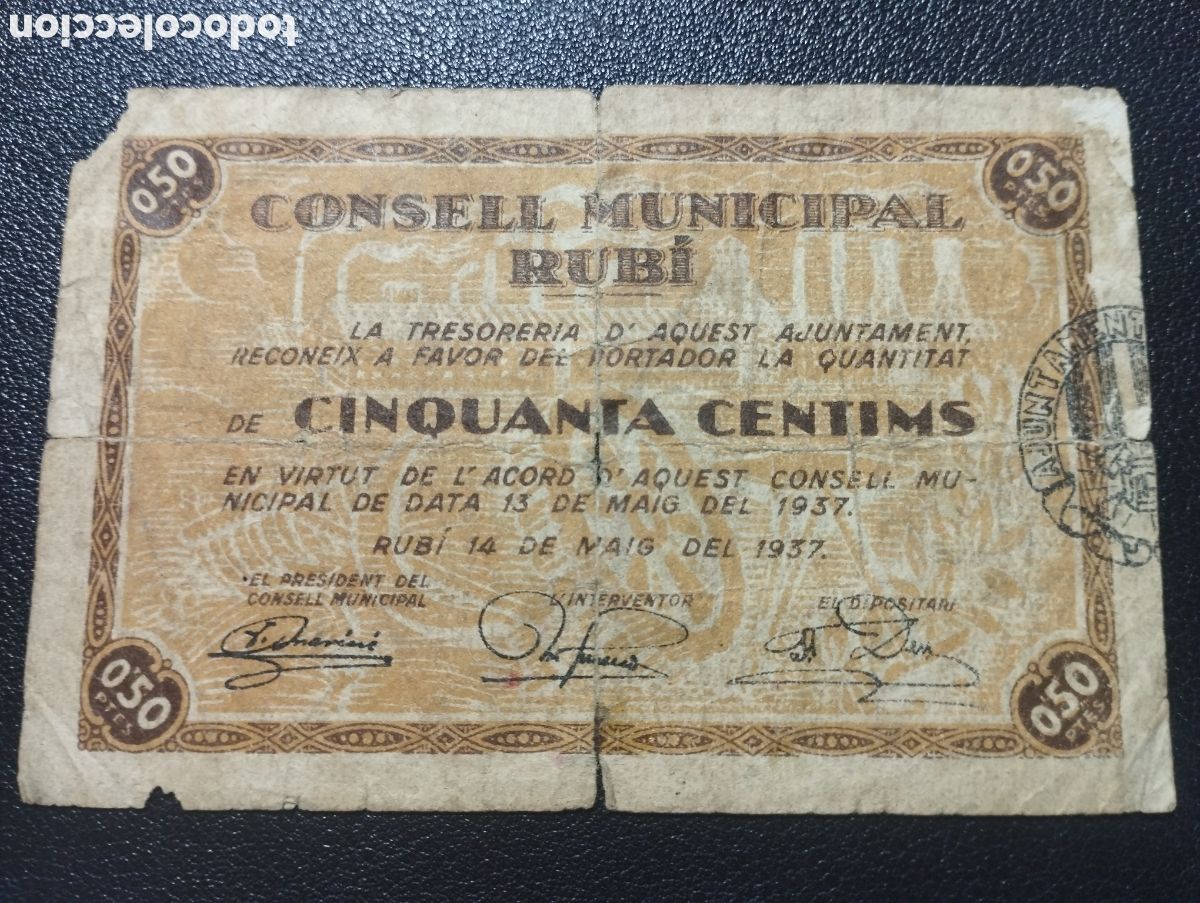 todocoleccion
0'50
0'50
PTES
CONSELL MUNICIPAL
RUBÍ
LA TRESORERIA D'AQUEST AJUNTAMENT,
RECONEIX A FAVOR DEL PORTADOR LA QUANTITAT
DE CINQUANTA CENTIMS
EN VIRTUT DE L'ACORD D'AQUEST CONSELL MU-
NICIPAL DE DATA 13 DE MAIG DEL 1937.
RUBÍ 14 DE MAIG DEL 1937.
EL PRESIDENT DEL
CONSELL MUNICIPAL
L'INTERVENTOR
EL DIPOSITARI
0'50
PTES
0'50
PTES